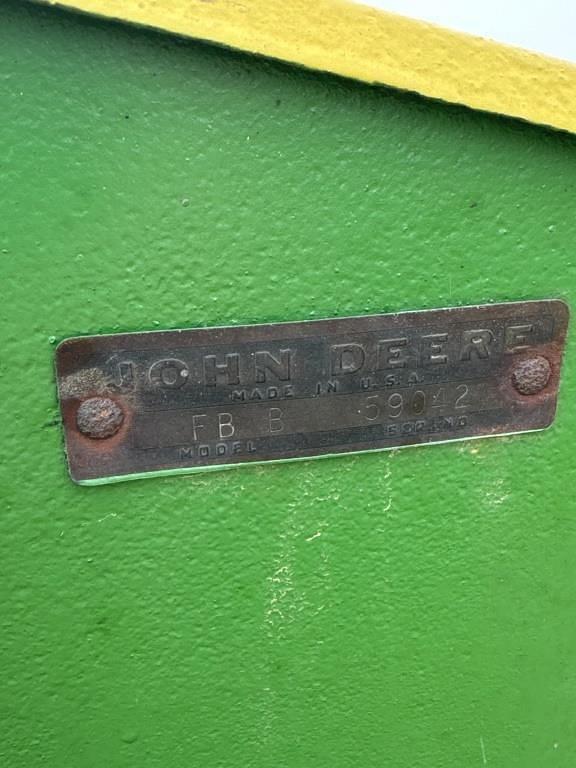 JOHN DEERE
MADE IN U.S.A.
FB B 59042
MODEL SER. NO